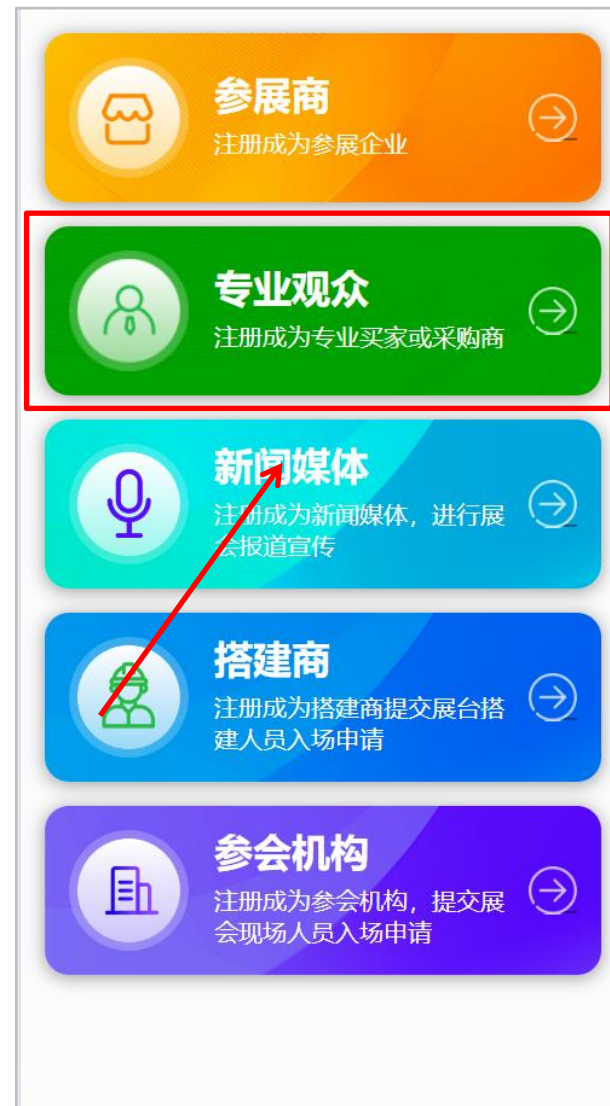 参展商
注册成为参展企业
专业观众
注册成为专业买家或采购商
新闻媒体
注册成为新闻媒体，进行展
会报道宣传
搭建商
注册成为搭建商提交展台搭
建人员入场申请
参会机构
注册成为参会机构，提交展
会现场人员入场申请